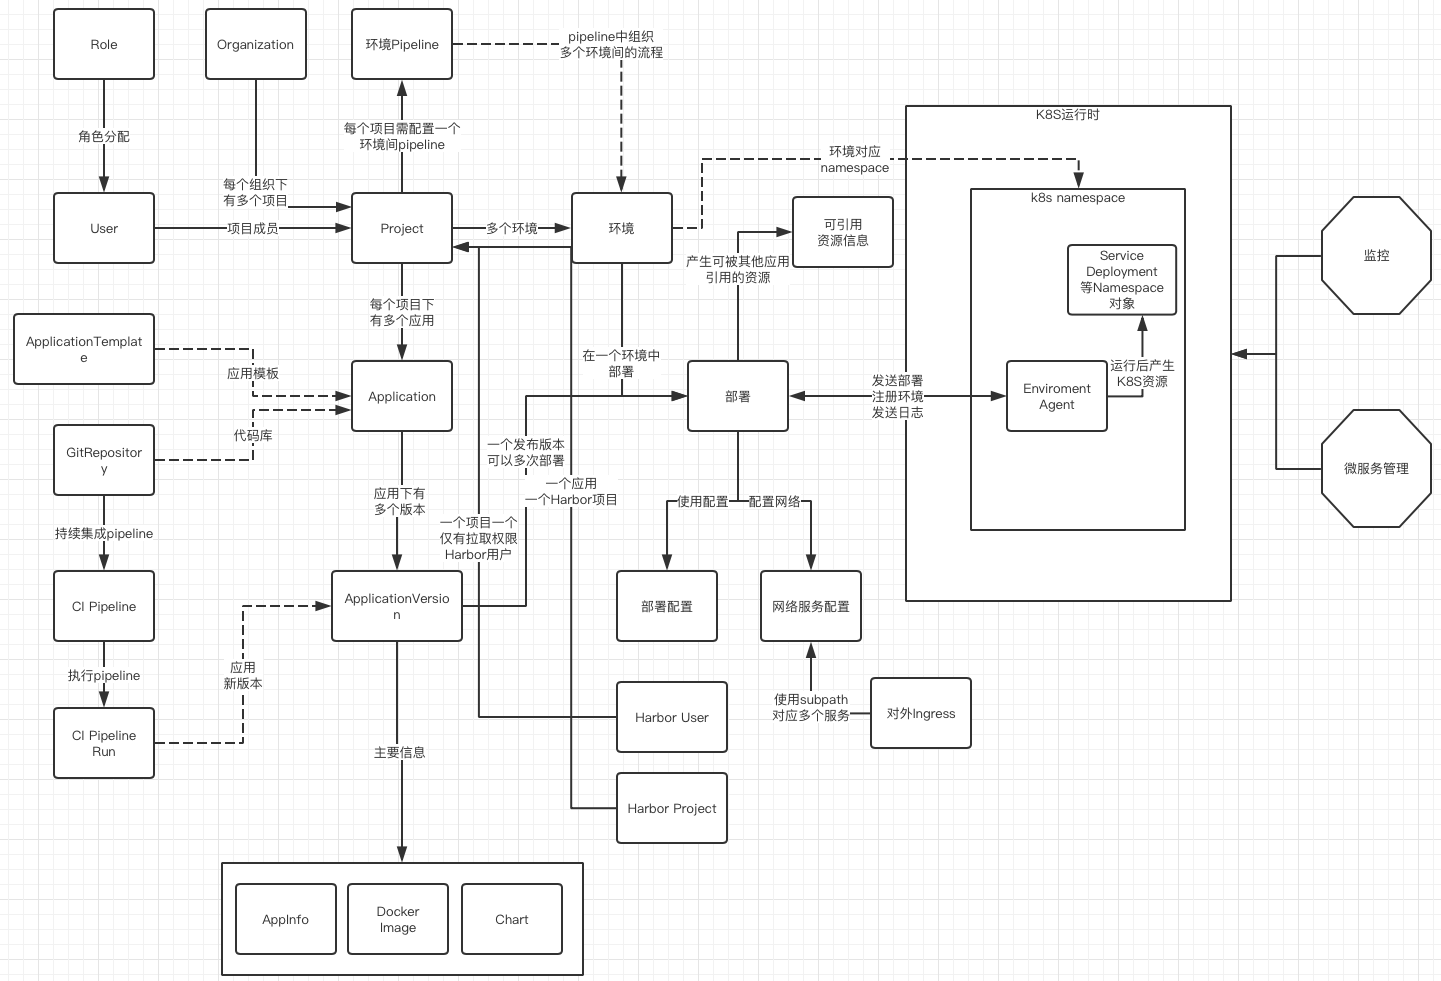 Role
Organization
环境Pipeline
pipeline中组织
多个环境间的流程
角色分配
每个项目需配置一个
环境间pipeline
K8S运行时
环境对应
namespace
每个组织下
有多个项目
User
项目成员
Project
多个环境
环境
可引用
资源信息
k8s namespace
产生可被其他应用
引用的资源
Service
Deployment
等Namespace
对象
监控
每个项目下
有多个应用
ApplicationTemplat
e
应用模板
在一个环境中
部署
运行后产生
K8S资源
Application
部署
发送部署
注册环境
发送日志
Enviroment
Agent
代码库
GitRepositor
y
一个发布版本
可以多次部署
微服务管理
一个应用
一个Harbor项目
应用下有
多个版本
使用配置
配置网络
持续集成pipeline
一个项目一个
仅有拉取权限
Harbor用户
CI Pipeline
ApplicationVersio
n
部署配置
网络服务配置
执行pipeline
应用
新版本
CI Pipeline
Run
Harbor User
使用subpath
对应多个服务
对外Ingress
主要信息
Harbor Project
AppInfo
Docker
Image
Chart